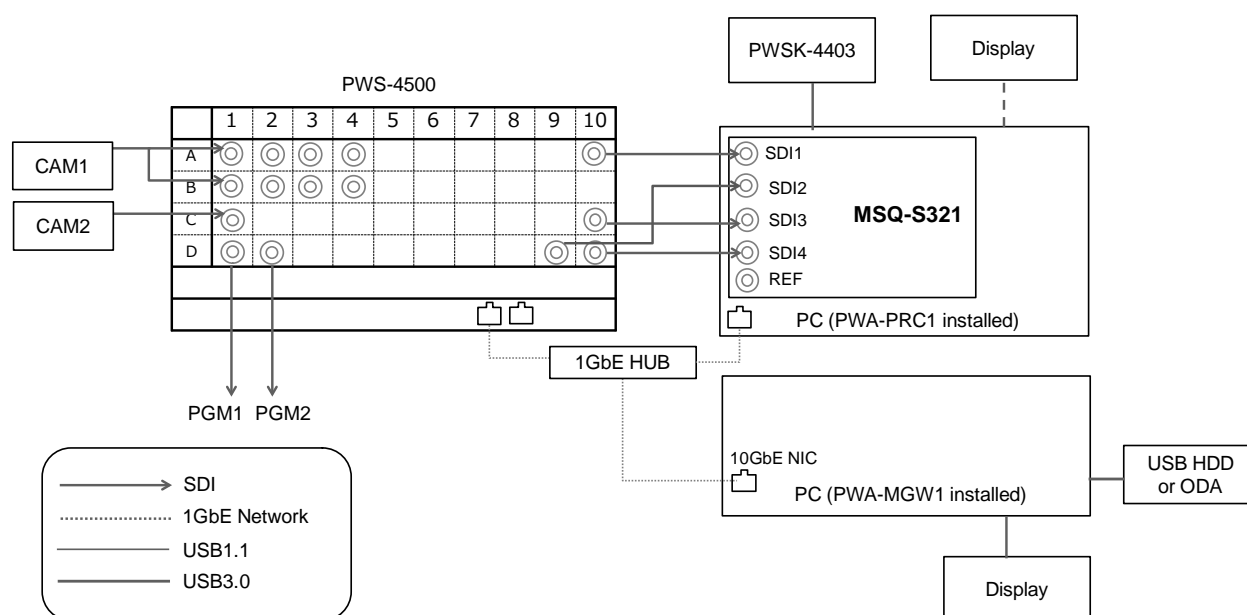 PWSK-4403
Display
PWS-4500
1 2 3 4 5 6 7 8 9 10
A
B
C
D
CAM1
CAM2
SDI1
SDI2
MSQ-S321
SDI3
SDI4
REF
PC (PWA-PRC1 installed)
1GbE HUB
PGM1 PGM2
10GbE NIC
PC (PWA-MGW1 installed)
USB HDD
or ODA
Display
SDI
1GbE Network
USB1.1
USB3.0